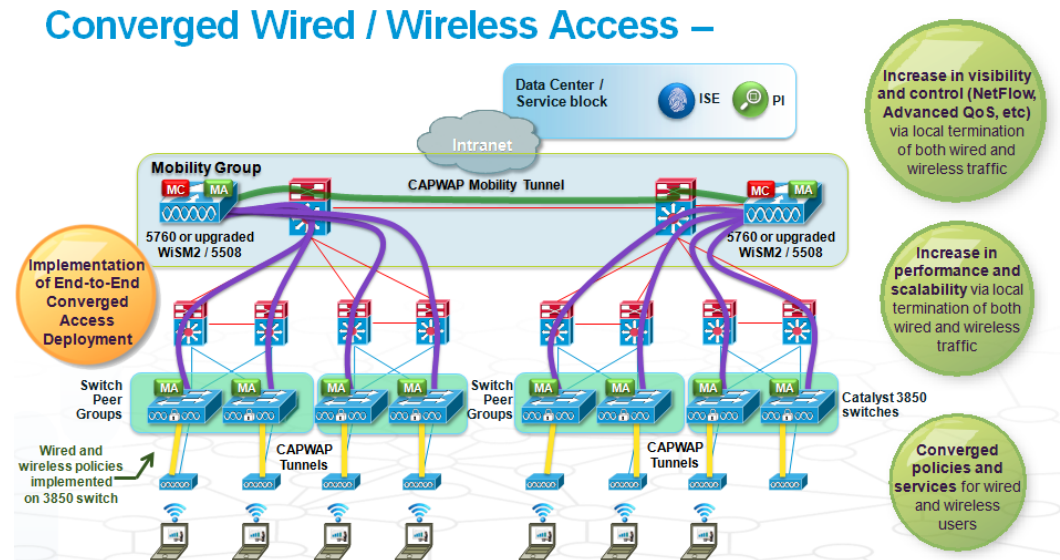 Converged Wired / Wireless Access –
Data Center /
Service block
ISE
PI
Intranet
Increase in visibility
and control (NetFlow,
Advanced QoS, etc)
via local termination
of both wired and
wireless traffic
Mobility Group
MC
MA
CAPWAP Mobility Tunnel
MC
MA
5760 or upgraded
WiSM2 / 5508
5760 or upgraded
WiSM2 / 5508
Implementation
of End-to-End
Converged
Access
Deployment
Increase in
performance and
scalability via local
termination of both
wired and wireless
traffic
Switch
Peer
Groups
MA
MA
MA
MA
Switch
Peer
Groups
MA
MA
MA
MA
Catalyst 3850
switches
Wired and
wireless policies
implemented
on 3850 switch
CAPWAP
Tunnels
CAPWAP
Tunnels
Converged
policies and
services for wired
and wireless
users